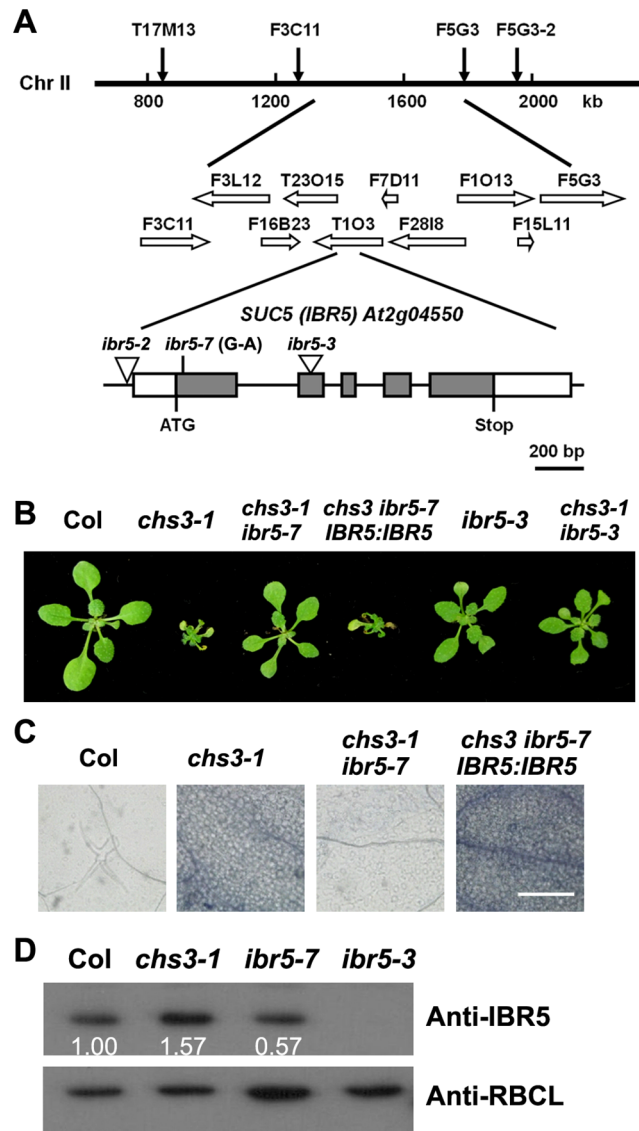 A
T17M13 F3C11 F5G3 F5G3-2
Chr II
800 1200 1600 2000 kb
F3L12 T23O15 F7D11 F1O13 F5G3
F3C11 F16B23 T1O3 F28I8 F15L11
SUC5 (IBR5) At2g04550
ibr5-2 ibr5-7 (G-A) ibr5-3
ATG Stop
200 bp
B
Col chs3-1 chs3-1 ibr5-7 chs3 ibr5-7 IBR5:IBR5 ibr5-3 chs3-1 ibr5-3
C
Col chs3-1 chs3-1 ibr5-7 chs3 ibr5-7 IBR5:IBR5
D
Col chs3-1 ibr5-7 ibr5-3
Anti-IBR5
1.00 1.57 0.57
Anti-RBCL